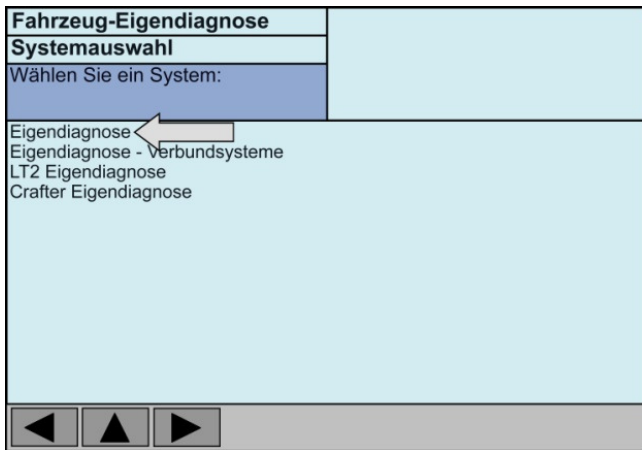 Fahrzeug-Eigendiagnose
Systemauswahl
Wählen Sie ein System:
Eigendiagnose
Eigendiagnose - Verbundsysteme
LT2 Eigendiagnose
Crafter Eigendiagnose